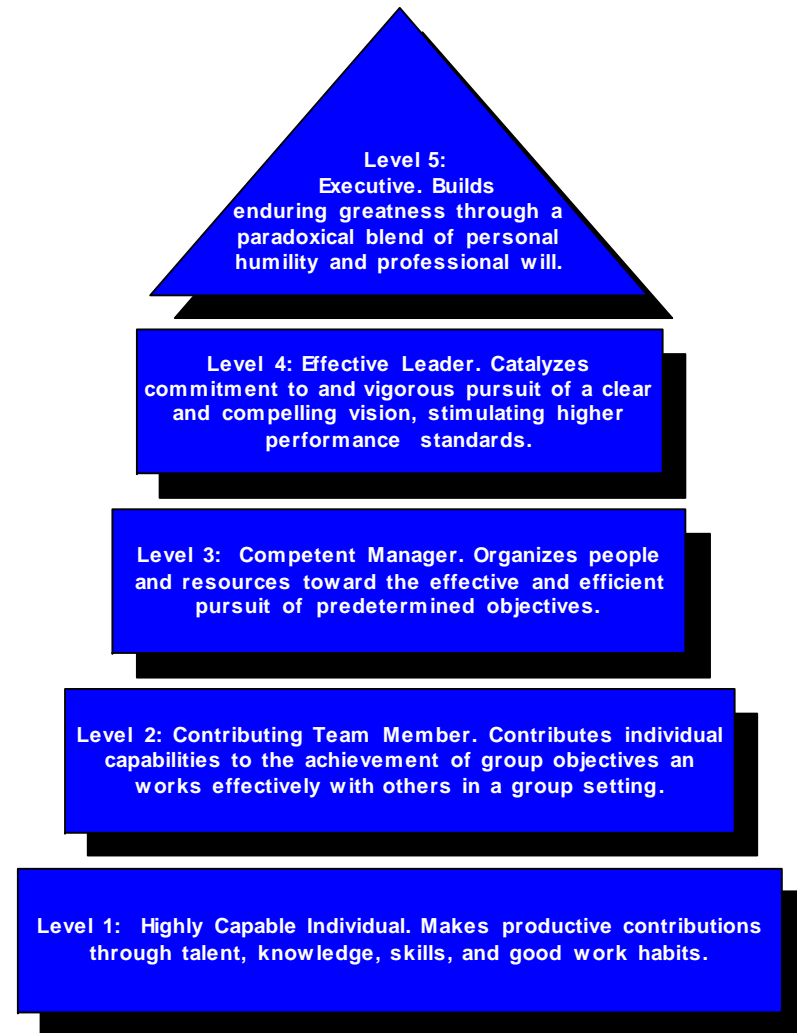 Level 5:
Executive. Builds
enduring greatness through a
paradoxical blend of personal
humility and professional will.
Level 4: Effective Leader. Catalyzes
commitment to and vigorous pursuit of a clear
and compelling vision, stimulating higher
performance standards.
Level 3: Competent Manager. Organizes people
and resources toward the effective and efficient
pursuit of predetermined objectives.
Level 2: Contributing Team Member. Contributes individual
capabilities to the achievement of group objectives an
works effectively with others in a group setting.
Level 1: Highly Capable Individual. Makes productive contributions
through talent, knowledge, skills, and good work habits.